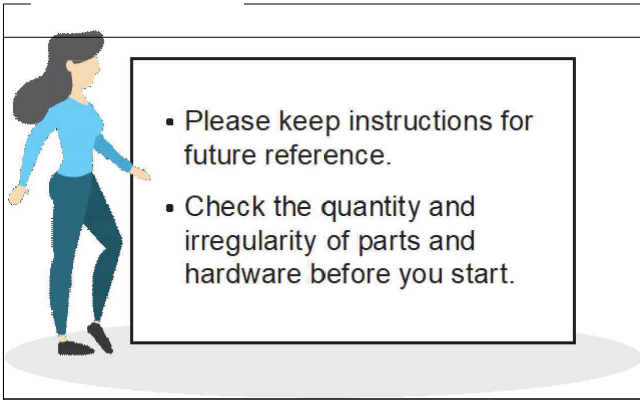 ▪ Please keep instructions for
future reference.
▪ Check the quantity and
irregularity of parts and
hardware before you start.